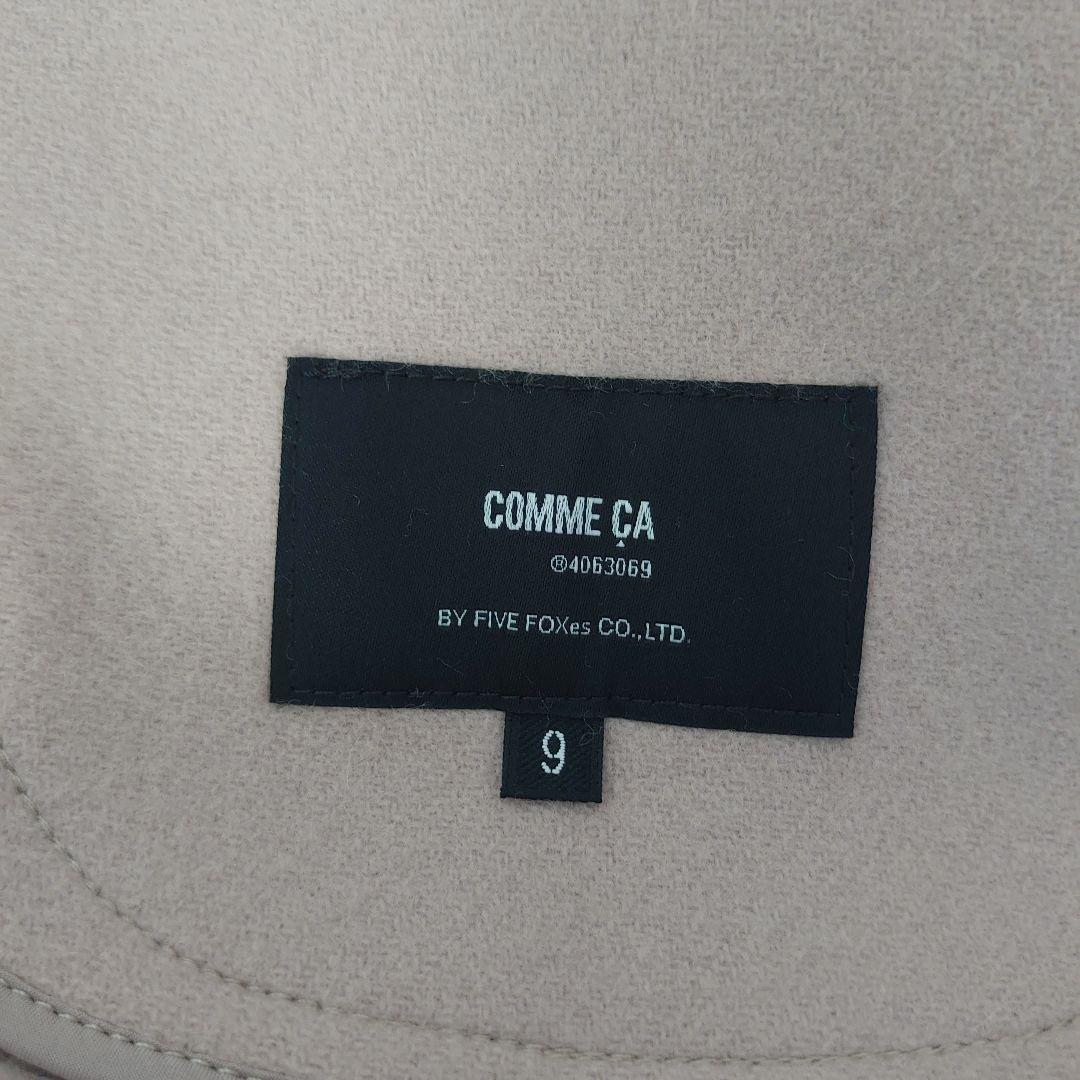 COMME ÇA
®4063069
BY FIVE FOXes CO.,LTD.
9